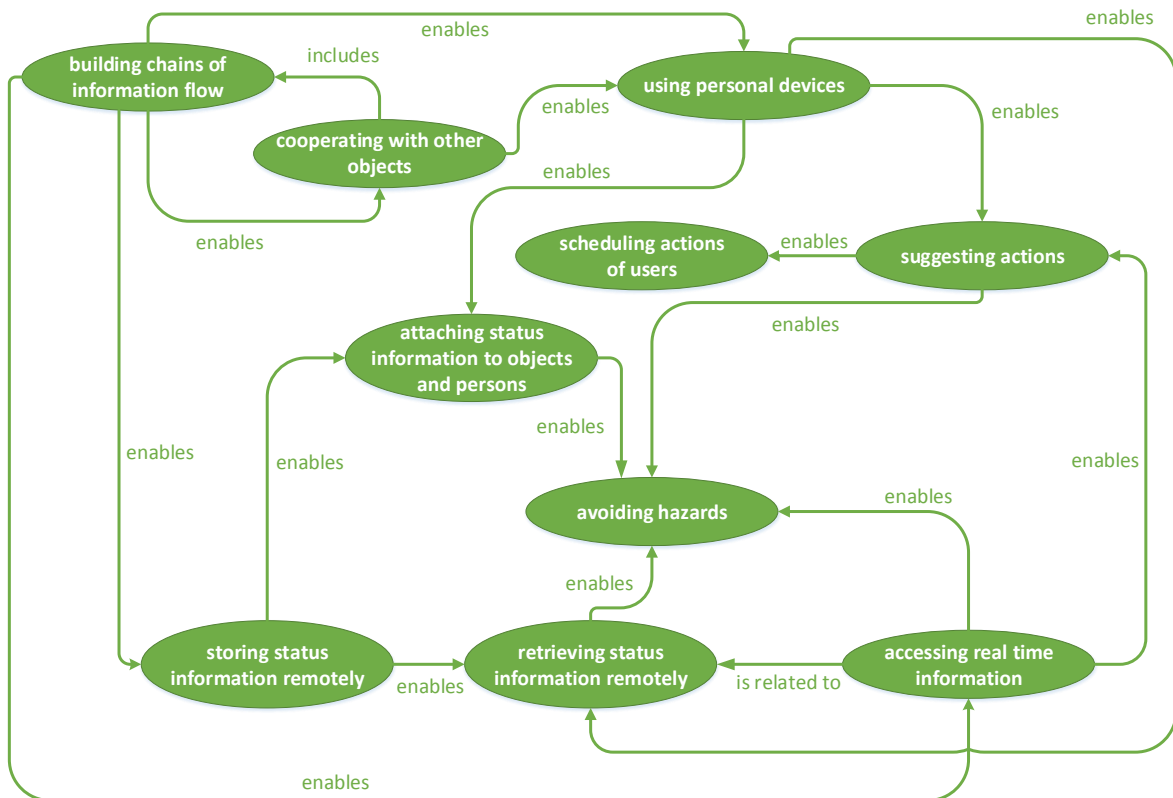 enables
enables
building chains of
information flow
includes
using personal devices
enables
enables
cooperating with other
objects
enables
enables
scheduling actions
of users
enables
suggesting actions
enables
attaching status
information to objects
and persons
enables
enables
enables
enables
enables
avoiding hazards
enables
storing status
information remotely
enables
retrieving status
information remotely
is related to
accessing real time
information
enables